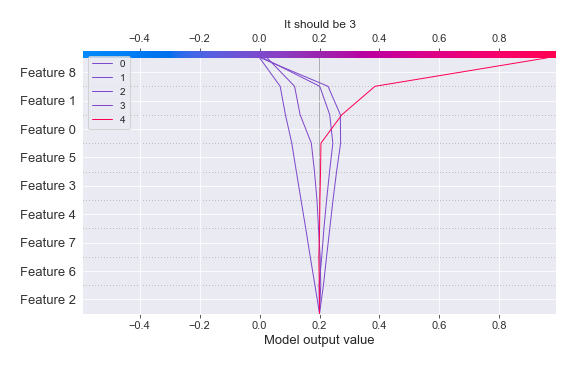 It should be 3
−0.4 −0.2 0.0 0.2 0.4 0.6 0.8
0
1
2
3
4
Feature 8
Feature 1
Feature 0
Feature 5
Feature 3
Feature 4
Feature 7
Feature 6
Feature 2
−0.4 −0.2 0.0 0.2 0.4 0.6 0.8
Model output value